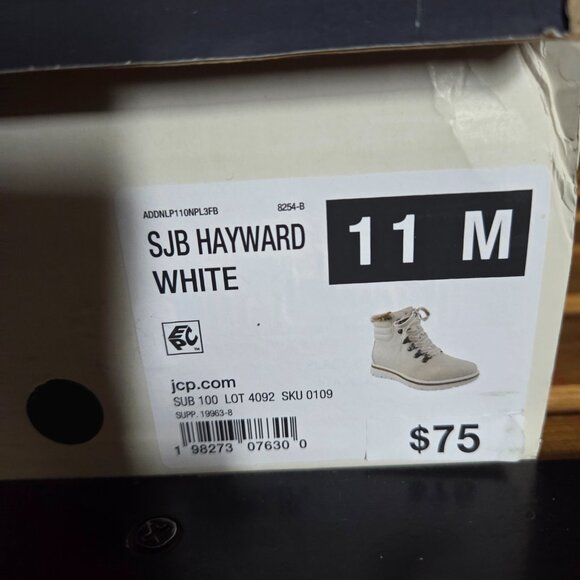 ADDNLP110NPL3FB 8254-B
SJB HAYWARD 11 M
WHITE
EPC
jcp.com
SUB 100 LOT 4092 SKU 0109
SUPP. 19963-8
1 98273 07630 0
$75